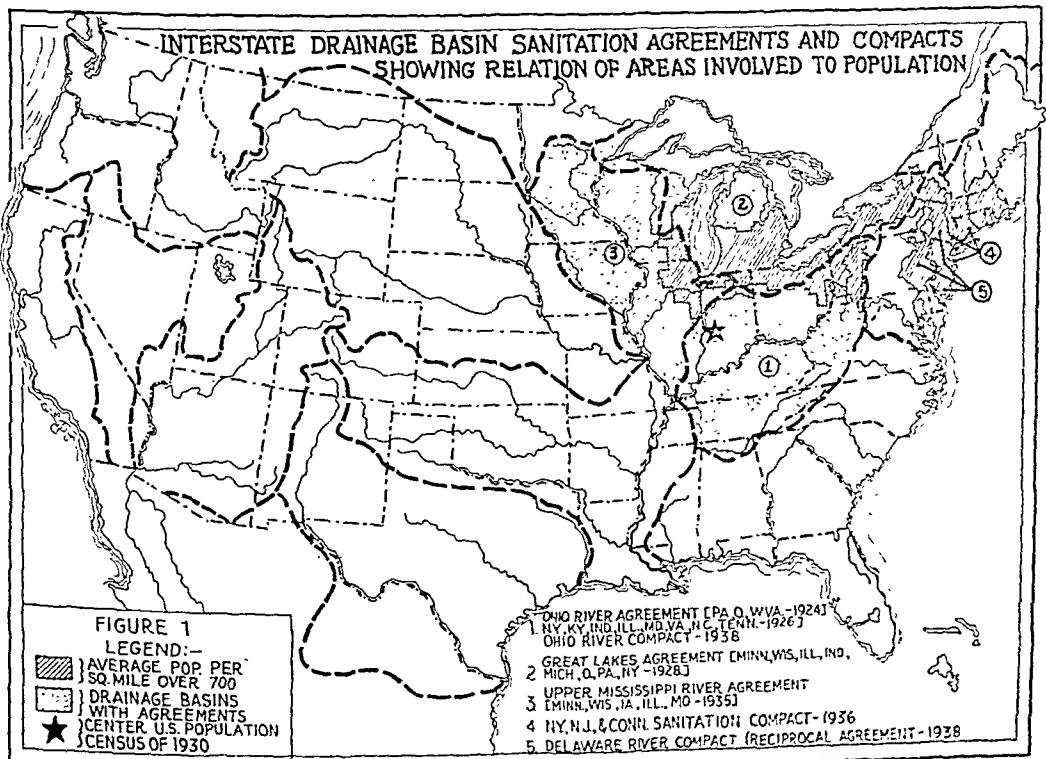 INTERSTATE DRAINAGE BASIN SANITATION AGREEMENTS AND COMPACTS
SHOWING RELATION OF AREAS INVOLVED TO POPULATION
2
3
4
5
1
FIGURE 1
LEGEND:-
AVERAGE POP. PER
SQ. MILE OVER 700
DRAINAGE BASINS
WITH AGREEMENTS
CENTER U.S. POPULATION
CENSUS OF 1930
OHIO RIVER AGREEMENT [PA, O, W.VA.-1924]
1. NY, KY, IND, ILL., MD, VA, N.C, TENN.-1926]
OHIO RIVER COMPACT-1938
GREAT LAKES AGREEMENT [MINN, WIS, ILL, IND,
2 MICH, O, PA, NY-1928]
UPPER MISSISSIPPI RIVER AGREEMENT
3 [MINN, WIS, IA, ILL, MO-1935]
4 NY, N.J. & CONN. SANITATION COMPACT-1936
5. DELAWARE RIVER COMPACT (RECIPROCAL AGREEMENT-1938